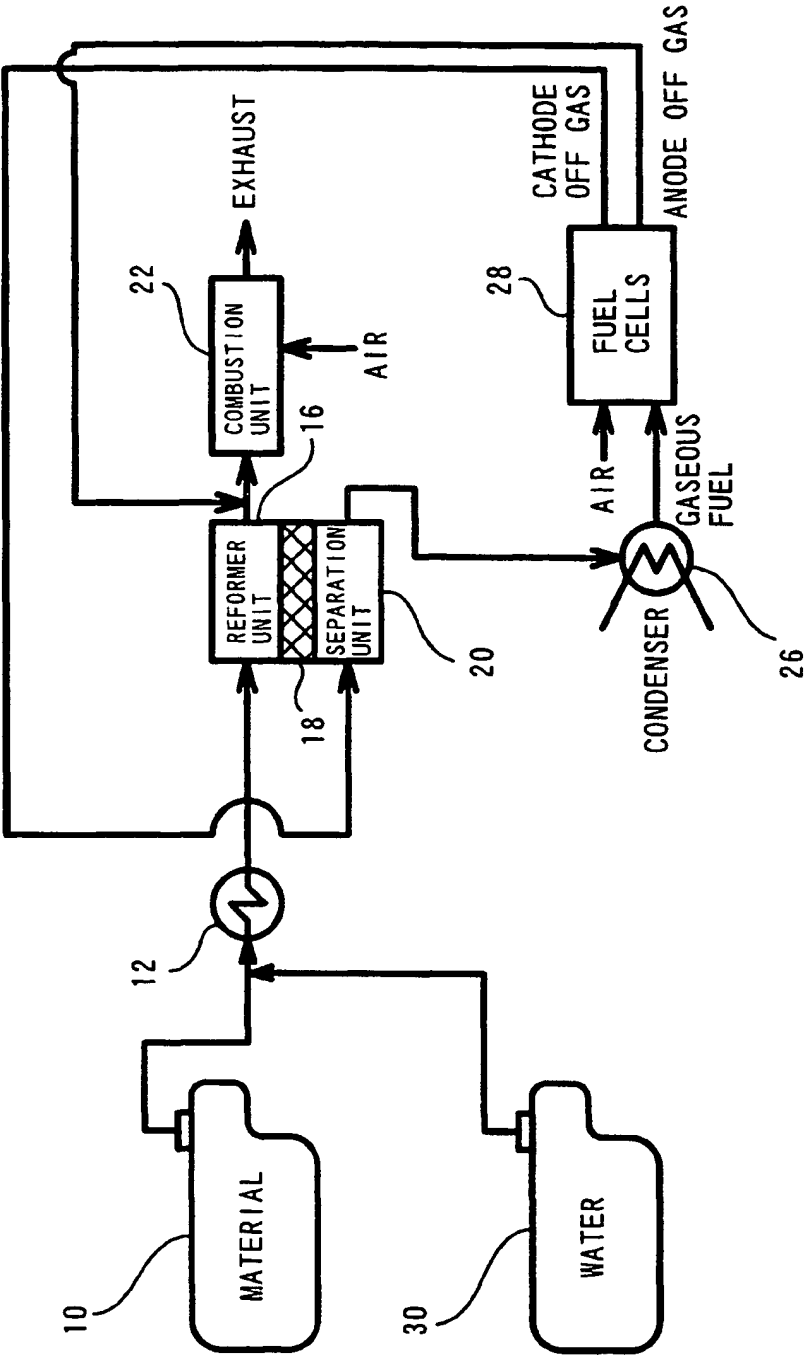 10
MATERIAL
30
WATER
12
REFORMER
UNIT
16
18
SEPARATION
UNIT
20
COMBUSTION
UNIT
22
AIR
EXHAUST
CONDENSER
26
AIR
GASEOUS
FUEL
FUEL
CELLS
28
CATHODE
OFF GAS
ANODE OFF GAS